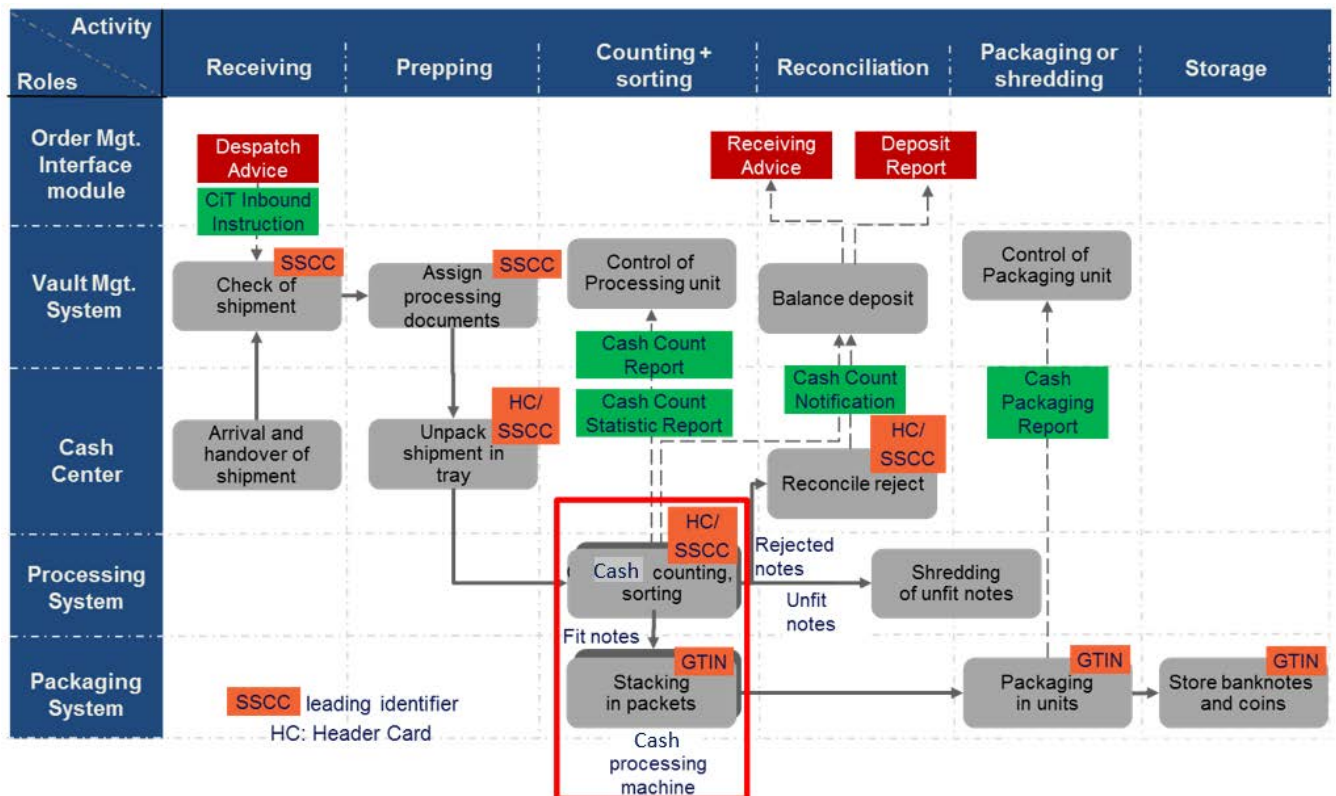 Activity
Roles
Receiving
Prepping
Counting +
sorting
Reconciliation
Packaging or
shredding
Storage
Order Mgt.
Interface
module
Despatch
Advice
CiT Inbound
Instruction
Receiving
Advice
Deposit
Report
Vault Mgt.
System
SSCC
Check of
shipment
SSCC
Assign
processing
documents
Control of
Processing unit
Balance deposit
Control of
Packaging unit
Cash Count
Report
Cash Count
Statistic Report
Cash Count
Notification
Cash
Packaging
Report
Cash
Center
Arrival and
handover of
shipment
HC/
SSCC
Unpack
shipment in
tray
HC/
SSCC
Reconcile reject
Processing
System
HC/
SSCC
Cash counting,
sorting
Rejected
notes
Unfit
notes
Shredding
of unfit notes
Fit notes
Packaging
System
GTIN
Stacking
in packets
GTIN
Packaging
in units
GTIN
Store banknotes
and coins
SSCC leading identifier
HC: Header Card
Cash
processing
machine